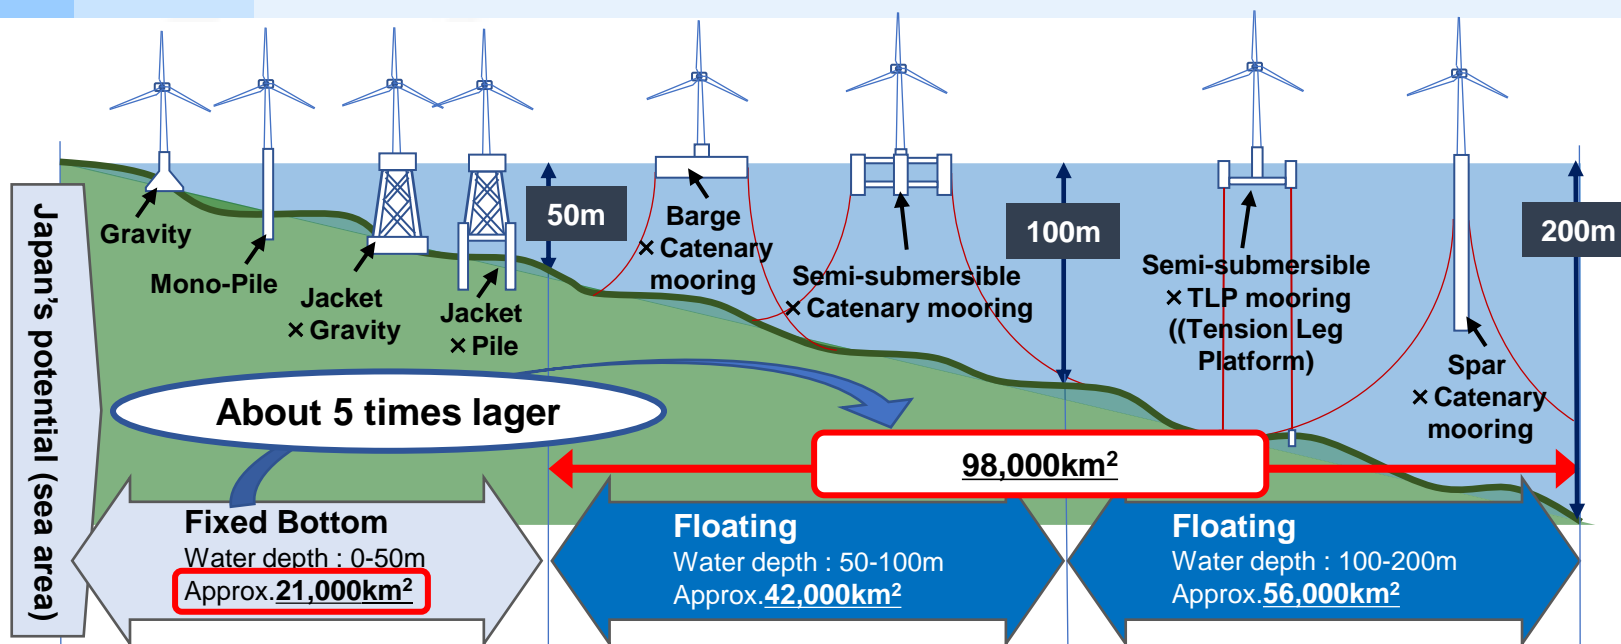 Japan's potential (sea area)
Gravity
Mono-Pile
Jacket
× Gravity
Jacket
× Pile
50m
Barge
× Catenary
mooring
Semi-submersible
× Catenary mooring
100m
Semi-submersible
× TLP mooring
((Tension Leg
Platform)
Spar
× Catenary
mooring
200m
About 5 times lager
98,000km²
Fixed Bottom
Water depth : 0-50m
Approx.21,000km²
Floating
Water depth : 50-100m
Approx.42,000km²
Floating
Water depth : 100-200m
Approx.56,000km²